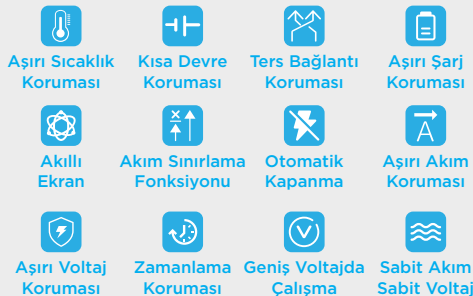 Aşırı Sıcaklık Kısa Devre Ters Bağlantı Aşırı Şarj
Koruması Koruması Koruması Koruması
A
Akıllı Akım Sınırlama Otomatik Aşırı Akım
Ekran Fonksiyonu Kapanma Koruması
V
Aşırı Voltaj Zamanlama Geniş Voltajda Sabit Akım
Koruması Koruması Çalışma Sabit Voltaj